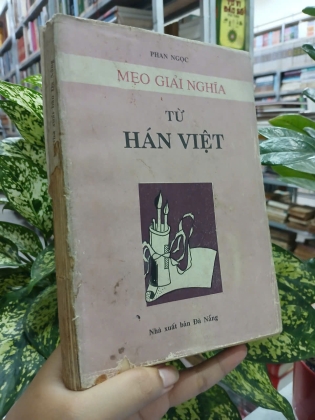 PHAN NGỌC
MẸO GIẢI NGHĨA
TỪ
HÁN VIỆT
Nhà xuất bản Đà Nẵng